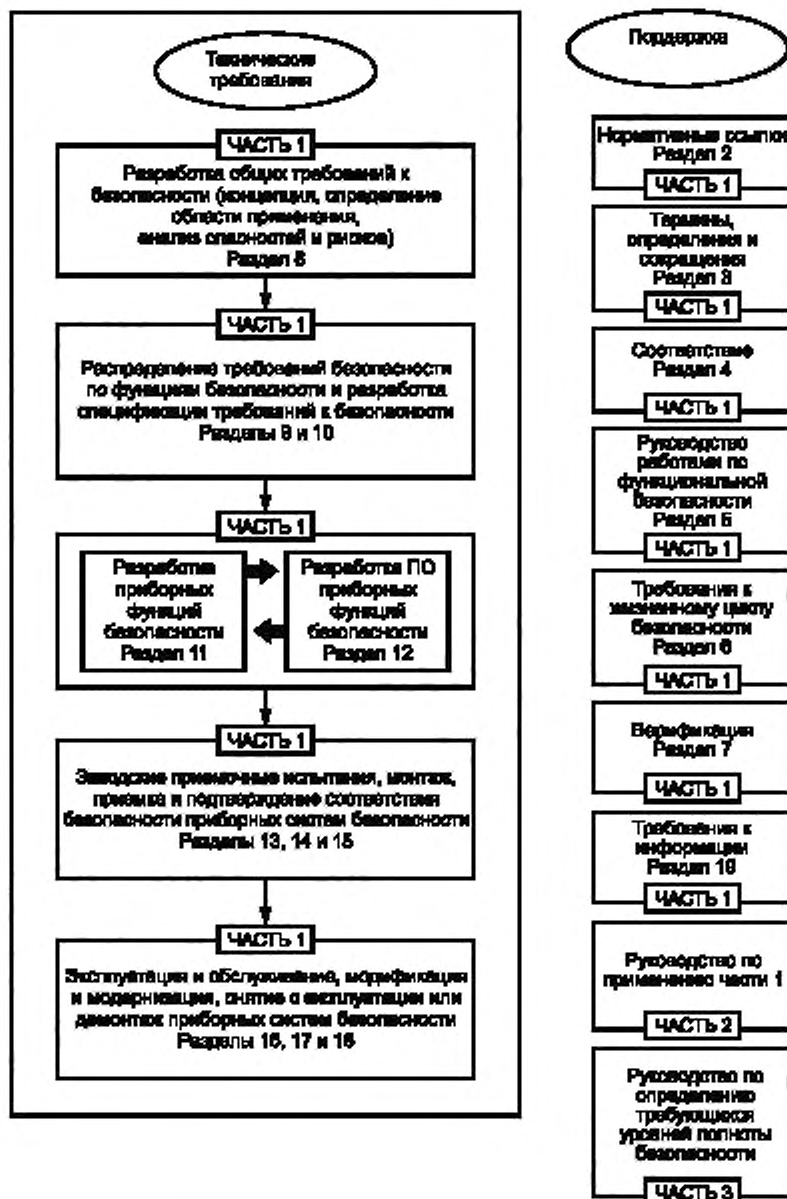 Технические
требования
ЧАСТЬ 1
Разработка общих требований к
безопасности (концепция, определение
области применения,
анализ опасностей и рисков)
Раздел 8
ЧАСТЬ 1
Распределение требований безопасности
по функциям безопасности и разработка
спецификации требований к безопасности
Разделы 9 и 10
ЧАСТЬ 1
Разработка
приборных
функций
безопасности
Раздел 11
Разработка ПО
приборных
функций
безопасности
Раздел 12
ЧАСТЬ 1
Заводские приемочные испытания, монтаж,
приемка и подтверждение соответствия
безопасности приборных систем безопасности
Разделы 13, 14 и 15
ЧАСТЬ 1
Эксплуатация и обслуживание, модификация
и модернизация, снятие с эксплуатации или
демонтаж приборных систем безопасности
Разделы 16, 17 и 18
Поддержка
Нормативные ссылки
Раздел 2
ЧАСТЬ 1
Термины,
определения и
сокращения
Раздел 3
ЧАСТЬ 1
Соответствие
Раздел 4
ЧАСТЬ 1
Руководство
работами по
функциональной
безопасности
Раздел 5
ЧАСТЬ 1
Требования к
жизненному циклу
безопасности
Раздел 6
ЧАСТЬ 1
Верификация
Раздел 7
ЧАСТЬ 1
Требования к
информации
Раздел 19
ЧАСТЬ 1
Руководство по
применению части 1
ЧАСТЬ 2
Руководство по
определению
требующихся
уровней полноты
безопасности
ЧАСТЬ 3